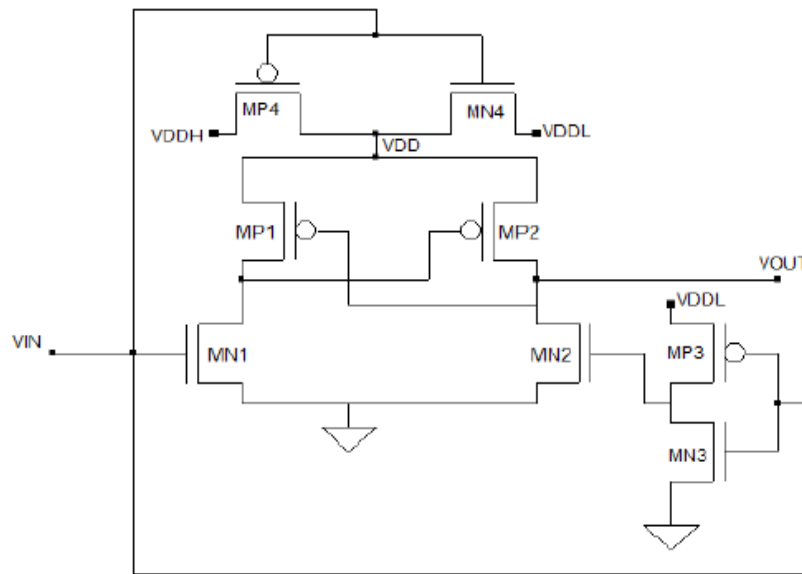 MP4
MN4
VDDH
VDDL
VDD
MP1
MP2
VOUT
VDDL
VIN
MN1
MN2
MP3
MN3